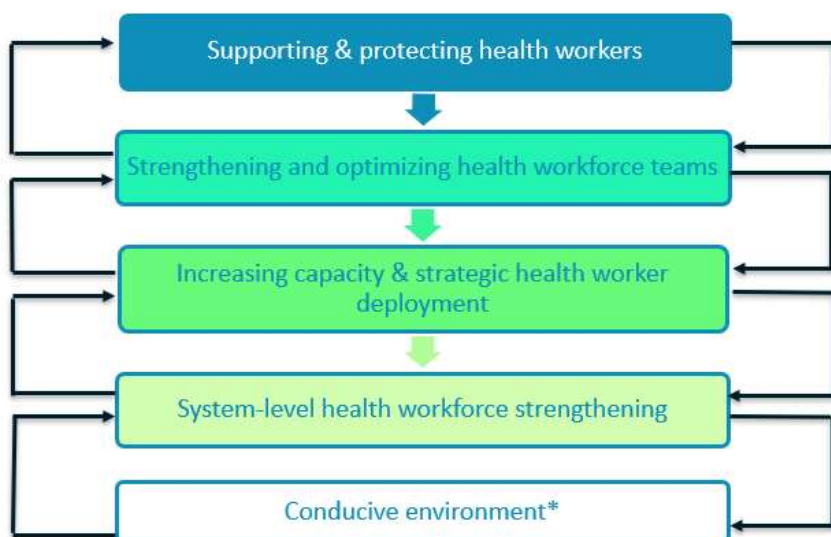 Supporting & protecting health workers
Strengthening and optimizing health workforce teams
Increasing capacity & strategic health worker
deployment
System-level health workforce strengthening
Conducive environment*